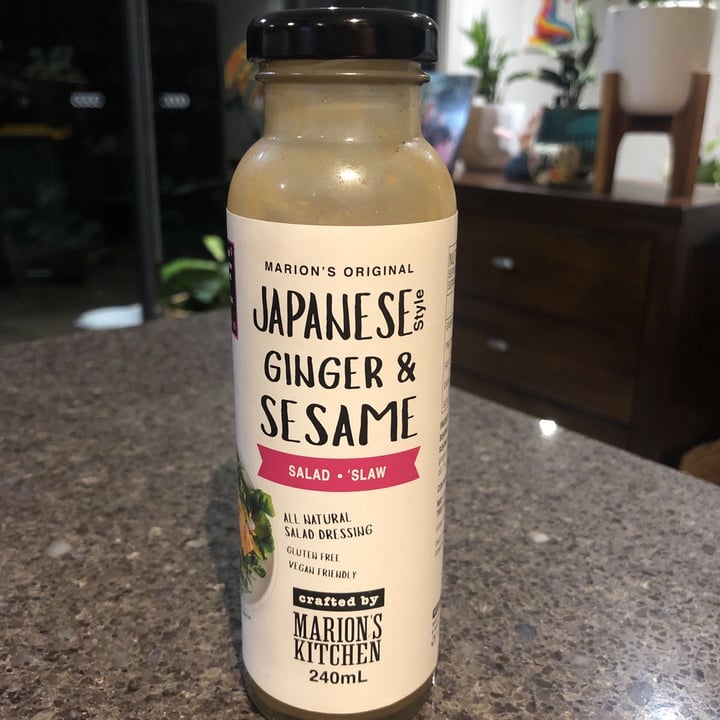 MARION'S ORIGINAL
JAPANESE Style
GINGER &
SESAME
SALAD • 'SLAW
ALL NATURAL
SALAD DRESSING
GLUTEN FREE
VEGAN FRIENDLY
crafted by
MARION'S
KITCHEN
240mL